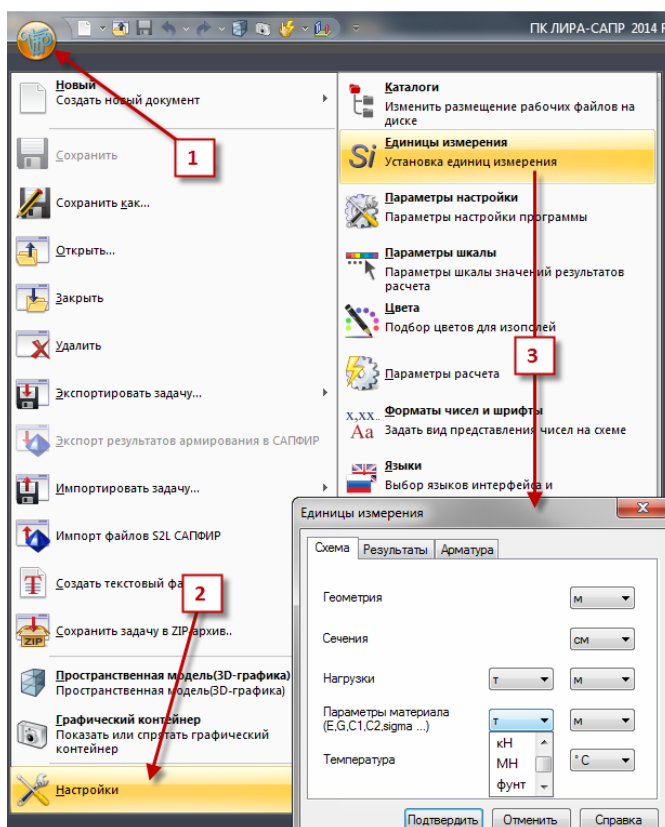 ПК ЛИРА-САПР 2014
Новый
Создать новый документ
1
Сохранить
Сохранить как...
Открыть...
Закрыть
Удалить
Экспортировать задачу...
Экспорт результатов армирования в САПФИР
Импортировать задачу...
Импорт файлов S2L САПФИР
Создать текстовый
2
Сохранить задачу в ZIP-архив..
ZIP
Пространственная модель(3D-графика)
Пространственная модель(3D-графика)
Графический контейнер
Показать или спрятать графический
контейнер
Настройки
Каталоги
Изменить размещение рабочих файлов на
диске
Si
Единицы измерения
Установка единиц измерения
Параметры настройки
Параметры настройки программы
Параметры шкалы
Параметры шкалы значений результатов
расчета
Цвета
Подбор цветов для изополей
3
Параметры расчета
x,xx
Aa
Форматы чисел и шрифты
Задать вид представления чисел на схеме
Языки
Выбор языков интерфейса и
Единицы измерения
Схема Результаты Арматура
Геометрия м
Сечения см
Нагрузки т м
Параметры материала
(E,G,C1,C2,sigma ...) т м
кН
МН
фунт
Температура °C
Подтвердить Отменить Справка